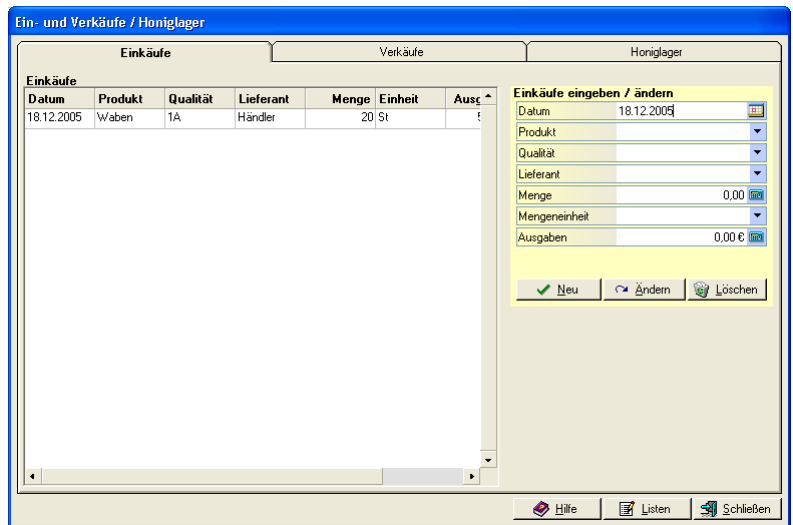 Ein- und Verkäufe / Honiglager
Einkäufe Verkäufe Honiglager
Einkäufe
Datum Produkt Qualität Lieferant Menge Einheit
18.12.2005 Waben 1A Händler 20 St
Einkäufe eingeben / ändern
Datum 18.12.2005
Produkt
Qualität
Lieferant
Menge 0,00
Mengeneinheit
Ausgaben 0,00 €
Neu Ändern Löschen
Hilfe Listen Schließen